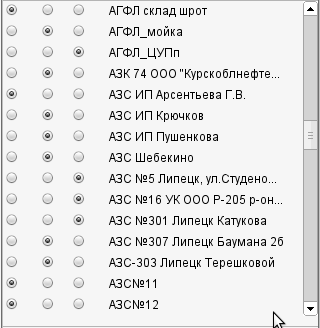 АГФЛ склад шрот
АГФЛ_мойка
АГФЛ_ЦУПп
АЗК 74 ООО "Курскоблнефте...
АЗС ИП Арсентьева Г.В.
АЗС ИП Крючков
АЗС ИП Пушенкова
АЗС Шебекино
АЗС №5 Липецк, ул.Студено...
АЗС №16 УК ООО Р-205 р-он...
АЗС №301 Липецк Катукова
АЗС №307 Липецк Баумана 2б
АЗС-303 Липецк Терешковой
АЗС№11
АЗС№12